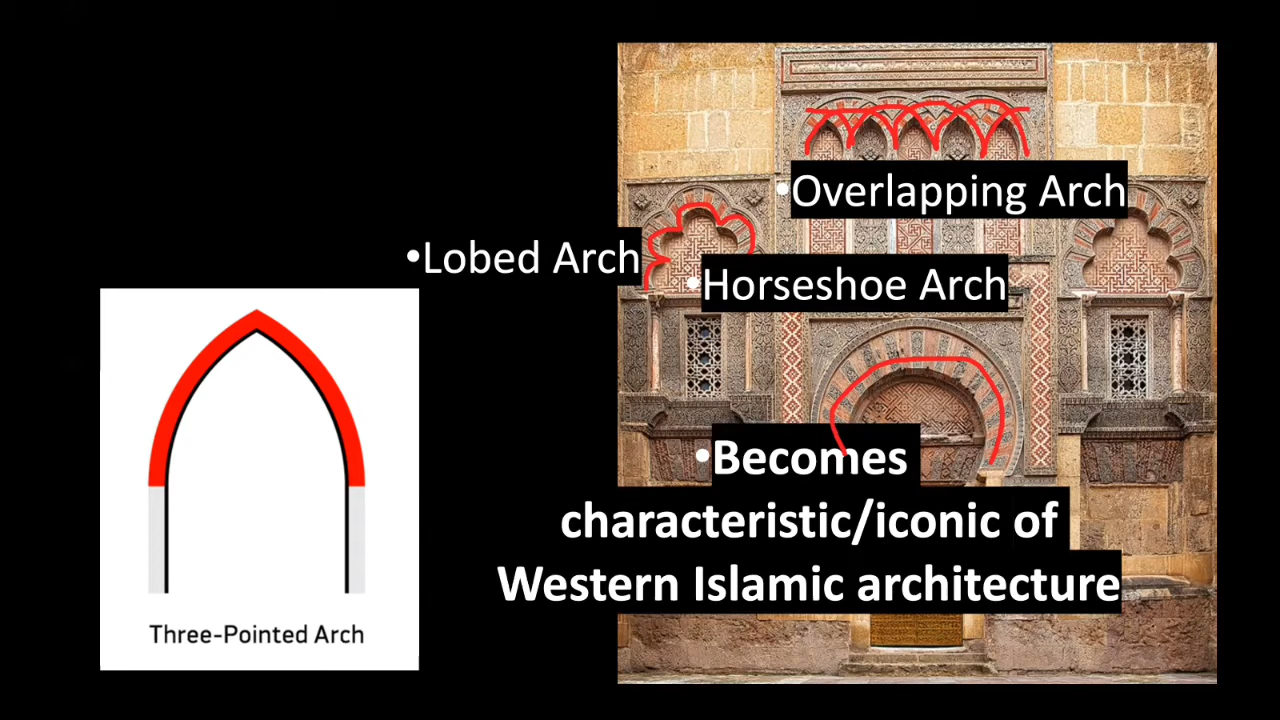 •Overlapping Arch
•Lobed Arch
•Horseshoe Arch
•Becomes
characteristic/iconic of
Western Islamic architecture
Three-Pointed Arch